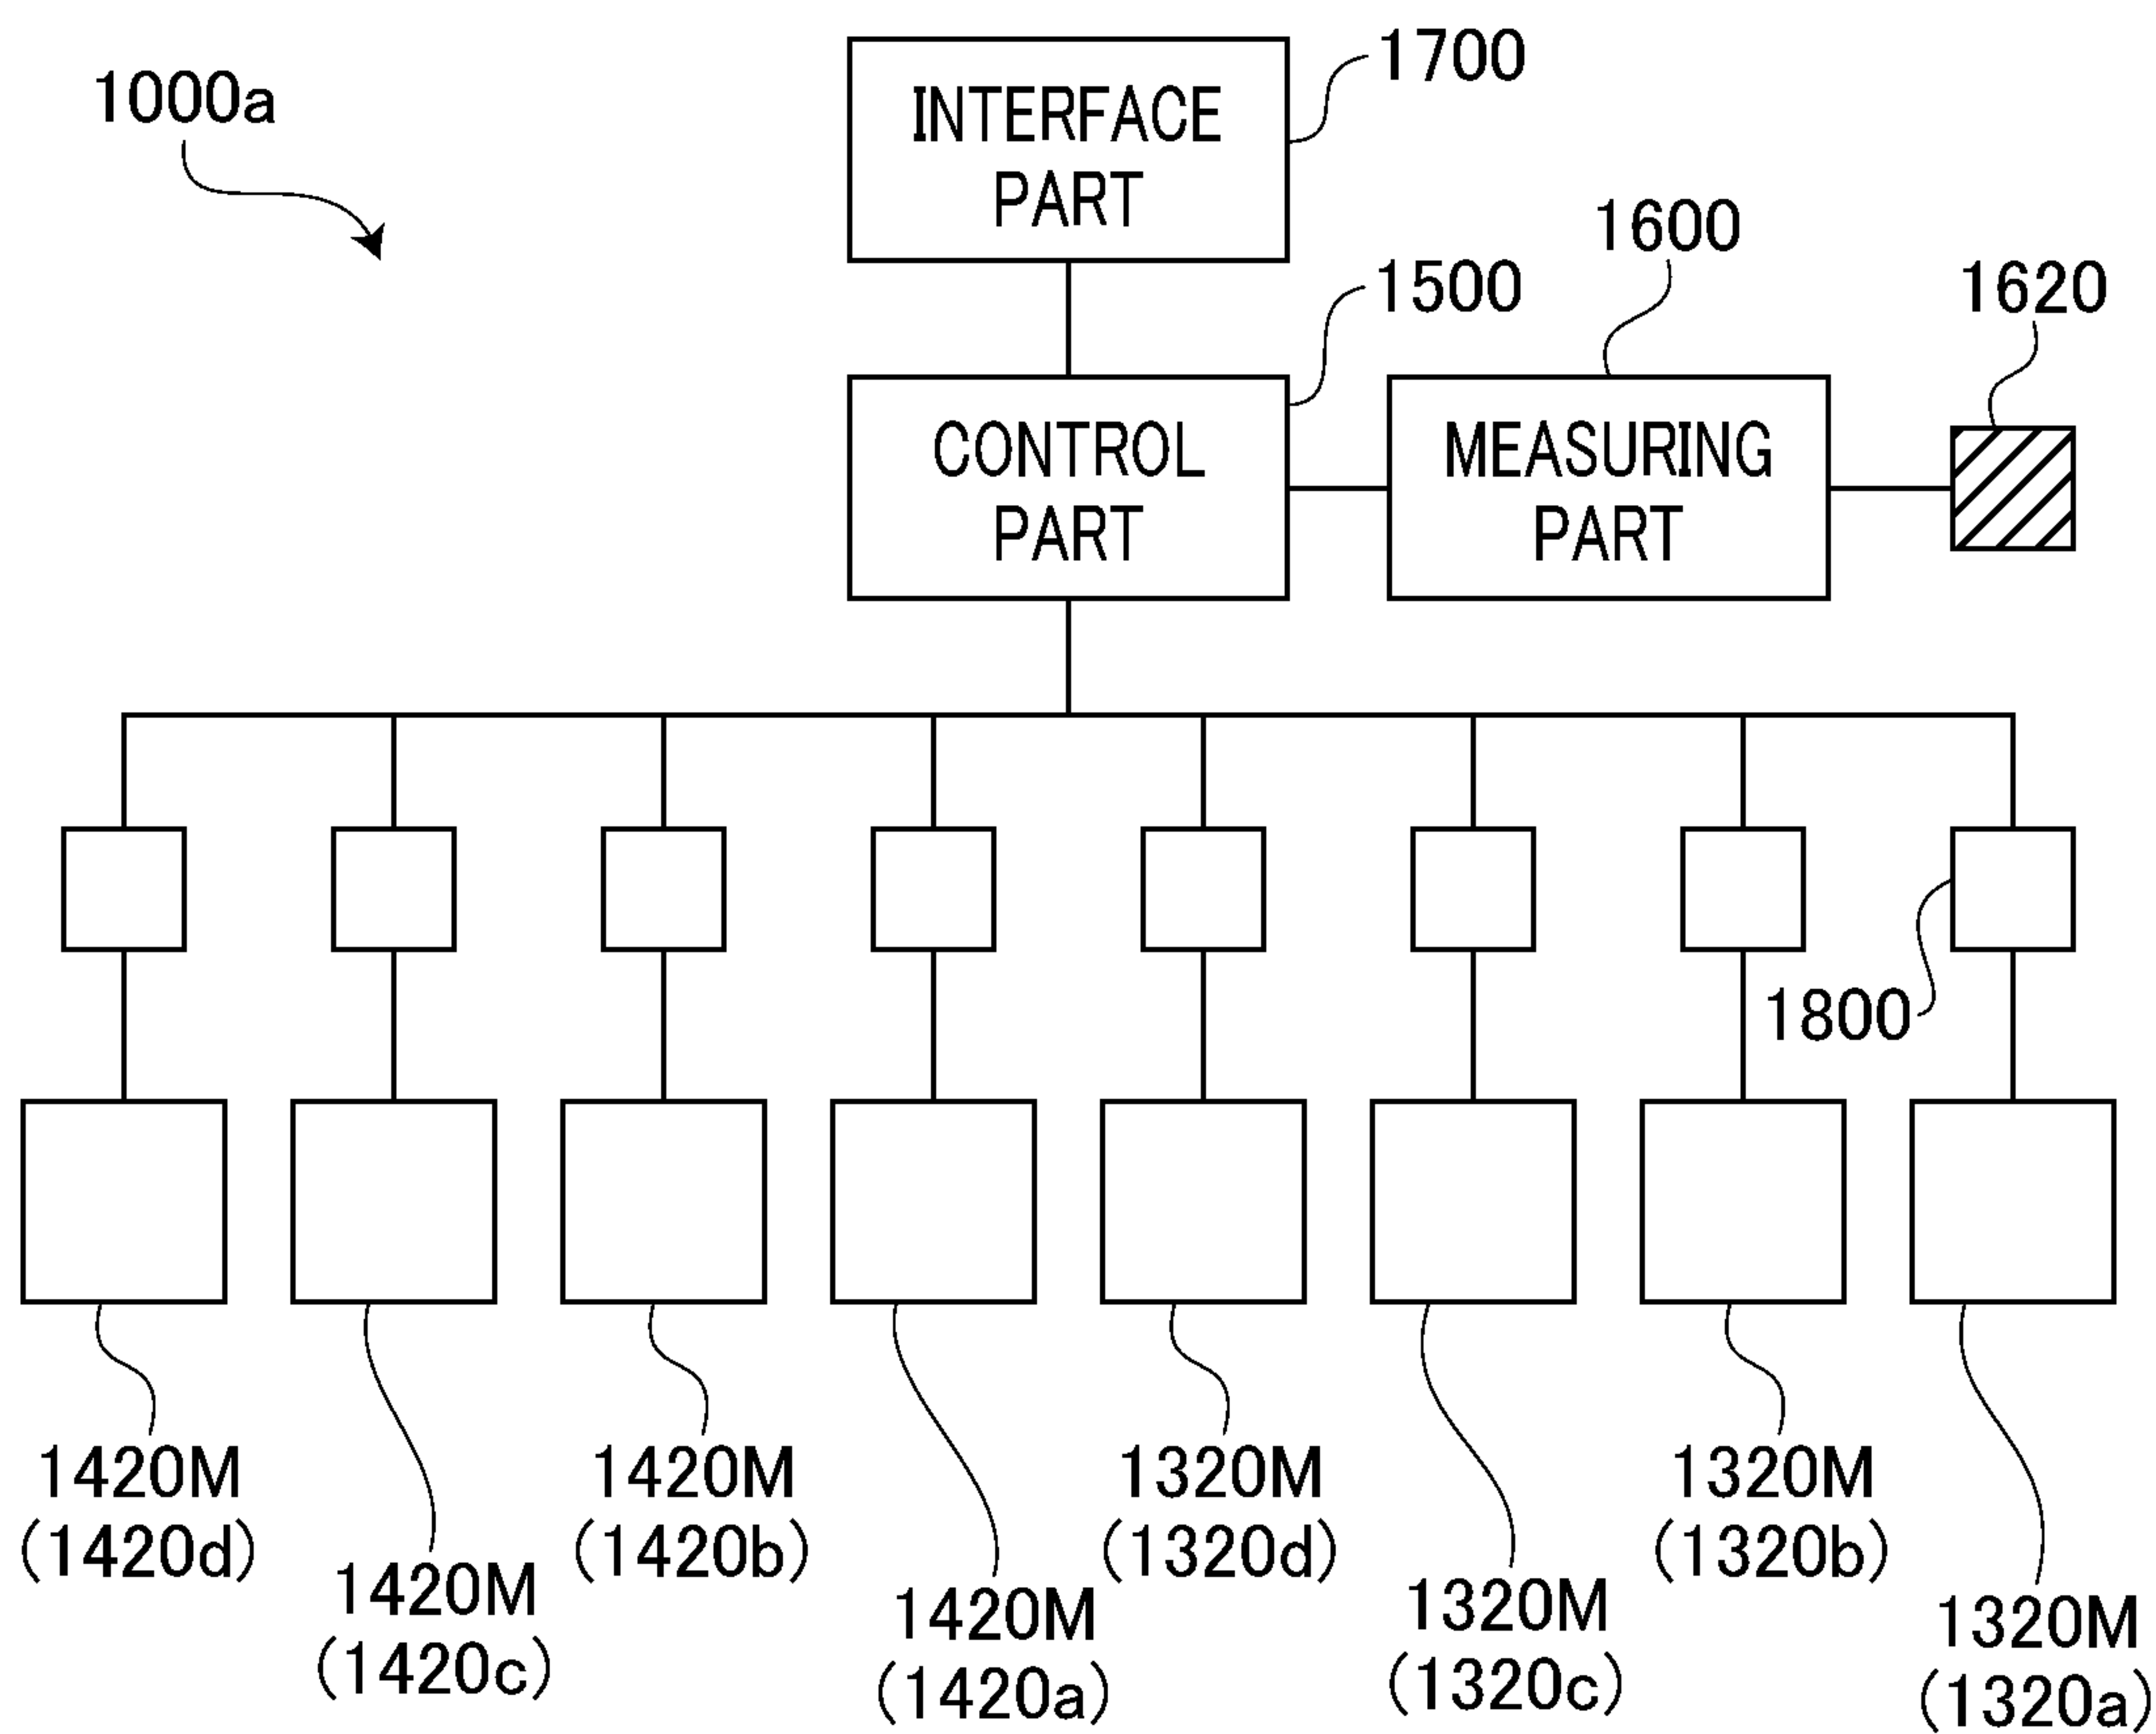 1000a
INTERFACE
PART
1700
1600
1500
1620
CONTROL
PART
MEASURING
PART
1800
1420M
(1420d)
1420M
(1420c)
1420M
(1420b)
1420M
(1420a)
1320M
(1320d)
1320M
(1320c)
1320M
(1320b)
1320M
(1320a)